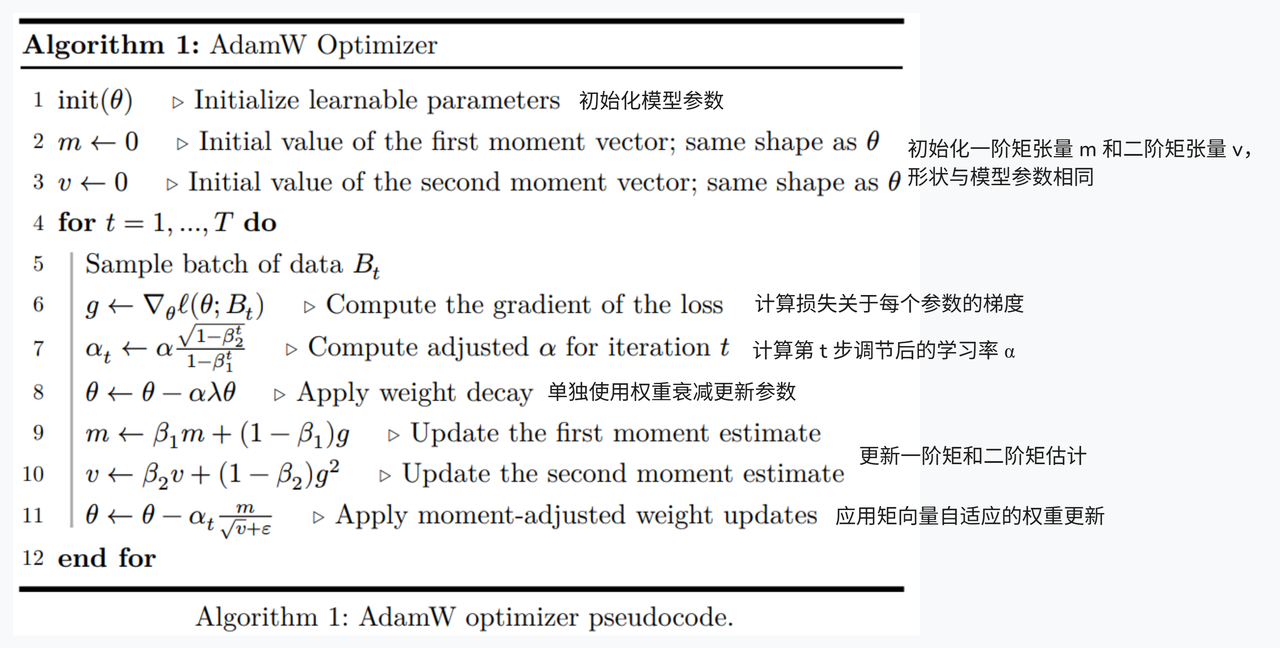 Algorithm 1: AdamW Optimizer
1 init(θ) ▷ Initialize learnable parameters 初始化模型参数
2 m ← 0 ▷ Initial value of the first moment vector; same shape as θ
初始化一阶矩张量 m 和二阶矩张量 v，
3 v ← 0 ▷ Initial value of the second moment vector; same shape as θ
形状与模型参数相同
4 for t = 1, ..., T do
5 Sample batch of data B_t
6 g ← ∇_θ ℓ(θ; B_t) ▷ Compute the gradient of the loss 计算损失关于每个参数的梯度
7 α_t ← α √(1−β_2^t) / (1−β_1^t) ▷ Compute adjusted α for iteration t 计算第 t 步调节后的学习率 α
8 θ ← θ − αλθ ▷ Apply weight decay 单独使用权重衰减更新参数
9 m ← β_1 m + (1 − β_1)g ▷ Update the first moment estimate
更新一阶矩和二阶矩估计
10 v ← β_2 v + (1 − β_2)g² ▷ Update the second moment estimate
11 θ ← θ − α_t m / (√v+ε) ▷ Apply moment-adjusted weight updates 应用矩向量自适应的权重更新
12 end for
Algorithm 1: AdamW optimizer pseudocode.